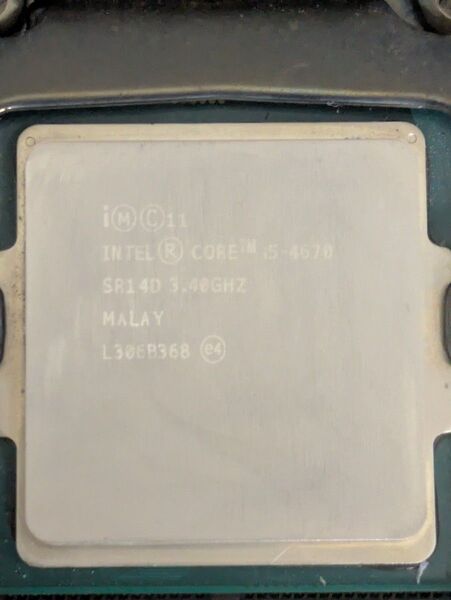 i Ⓜ Ⓒ 11
INTEL® CORE™ i5-4670
SR14D 3.40GHZ
MALAY
L306B368 e4